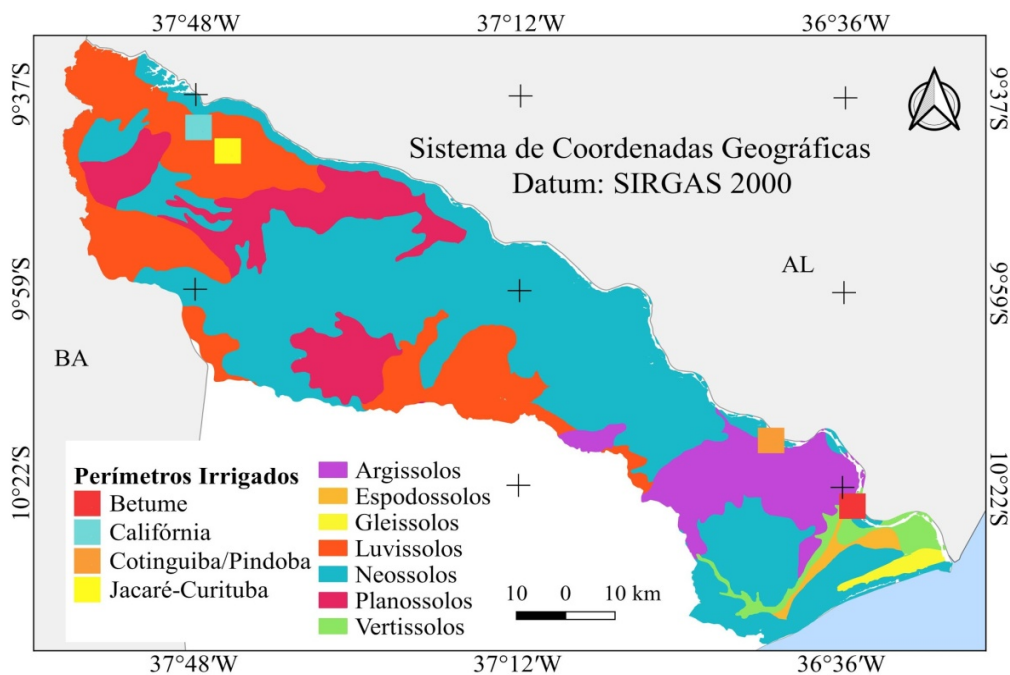 37°48'W 37°12'W 36°36'W
9°37'S 9°37'S
Sistema de Coordenadas Geográficas
Datum: SIRGAS 2000
AL
9°59'S 9°59'S
BA
10°22'S 10°22'S
Perímetros Irrigados
Betume
Califórnia
Cotinguiba/Pindoba
Jacaré-Curituba
Argissolos
Espodossolos
Gleissolos
Luvissolos
Neossolos
Planossolos
Vertissolos
10 0 10 km
37°48'W 37°12'W 36°36'W